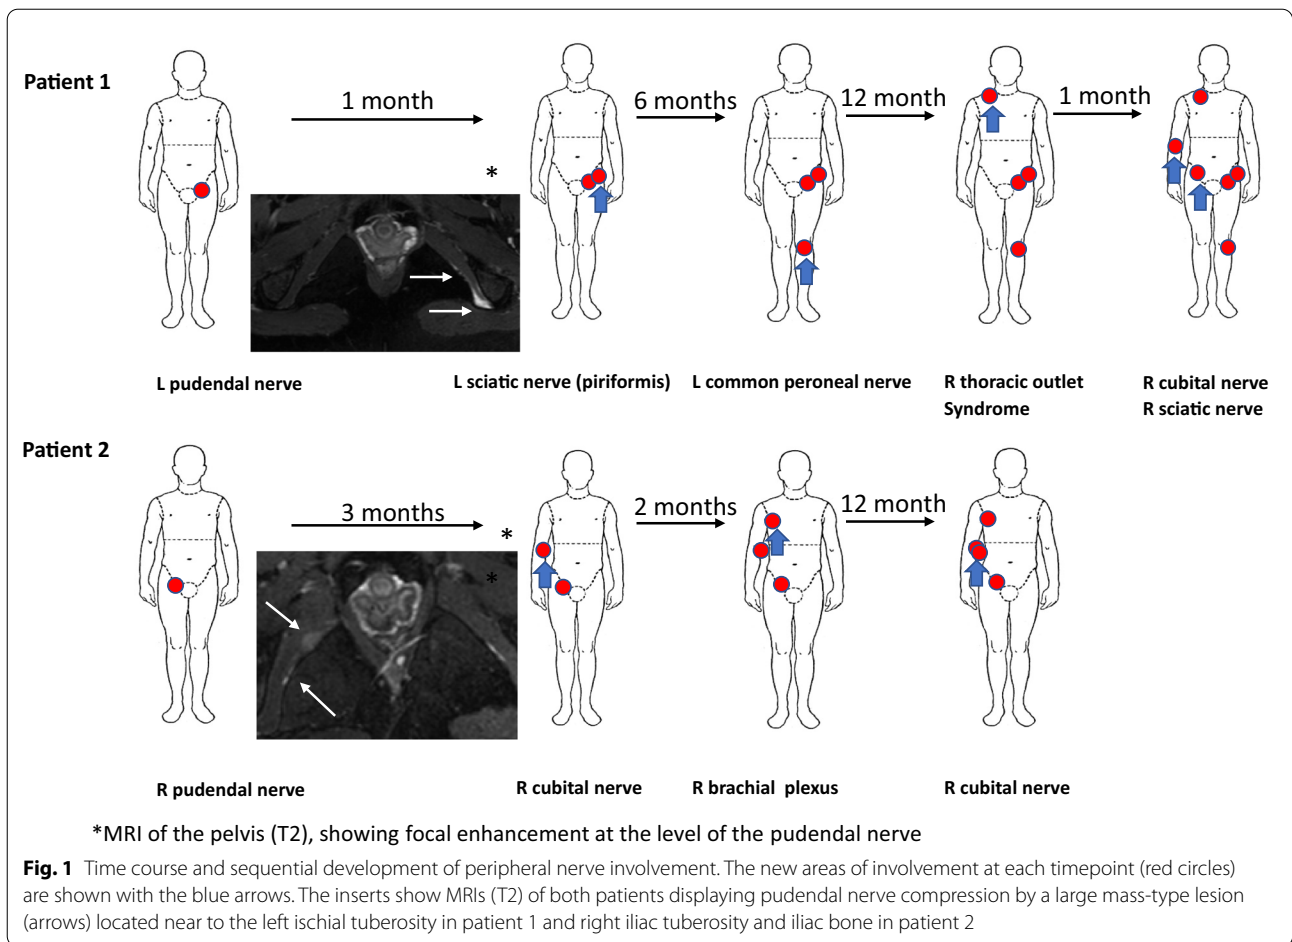 Patient 1
1 month
6 months
12 month
1 month
*
L pudendal nerve
L sciatic nerve (piriformis)
L common peroneal nerve
R thoracic outlet
Syndrome
R cubital nerve
R sciatic nerve
Patient 2
3 months
2 months
12 month
*
*
R pudendal nerve
R cubital nerve
R brachial plexus
R cubital nerve
*MRI of the pelvis (T2), showing focal enhancement at the level of the pudendal nerve
Fig. 1 Time course and sequential development of peripheral nerve involvement. The new areas of involvement at each timepoint (red circles)
are shown with the blue arrows. The inserts show MRIs (T2) of both patients displaying pudendal nerve compression by a large mass-type lesion
(arrows) located near to the left ischial tuberosity in patient 1 and right iliac tuberosity and iliac bone in patient 2